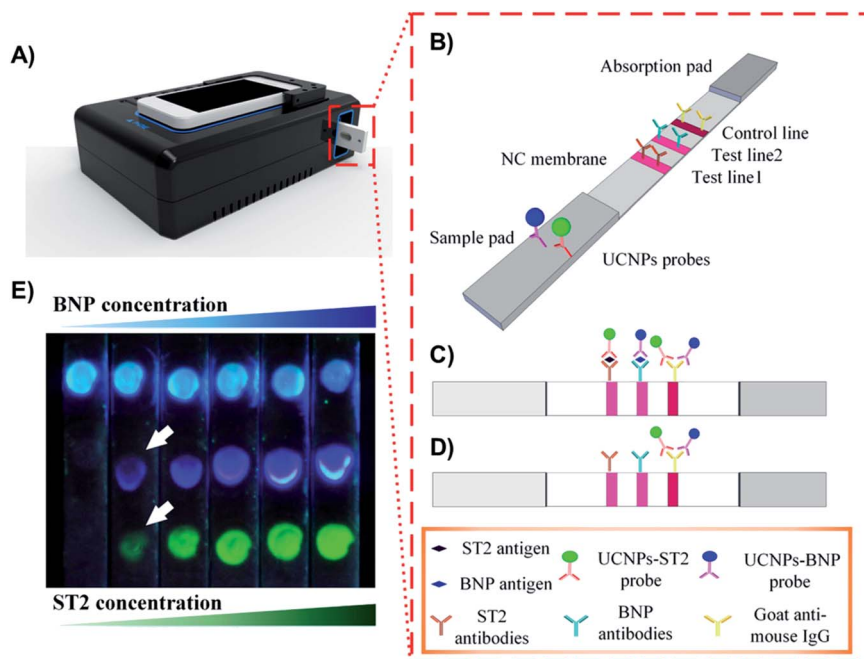 A)
B)
Absorption pad
Control line
Test line2
Test line1
NC membrane
Sample pad
UCNPs probes
E)
BNP concentration
ST2 concentration
C)
D)
ST2 antigen
BNP antigen
UCNPs-ST2
probe
UCNPs-BNP
probe
ST2
antibodies
BNP
antibodies
Goat anti-
mouse IgG